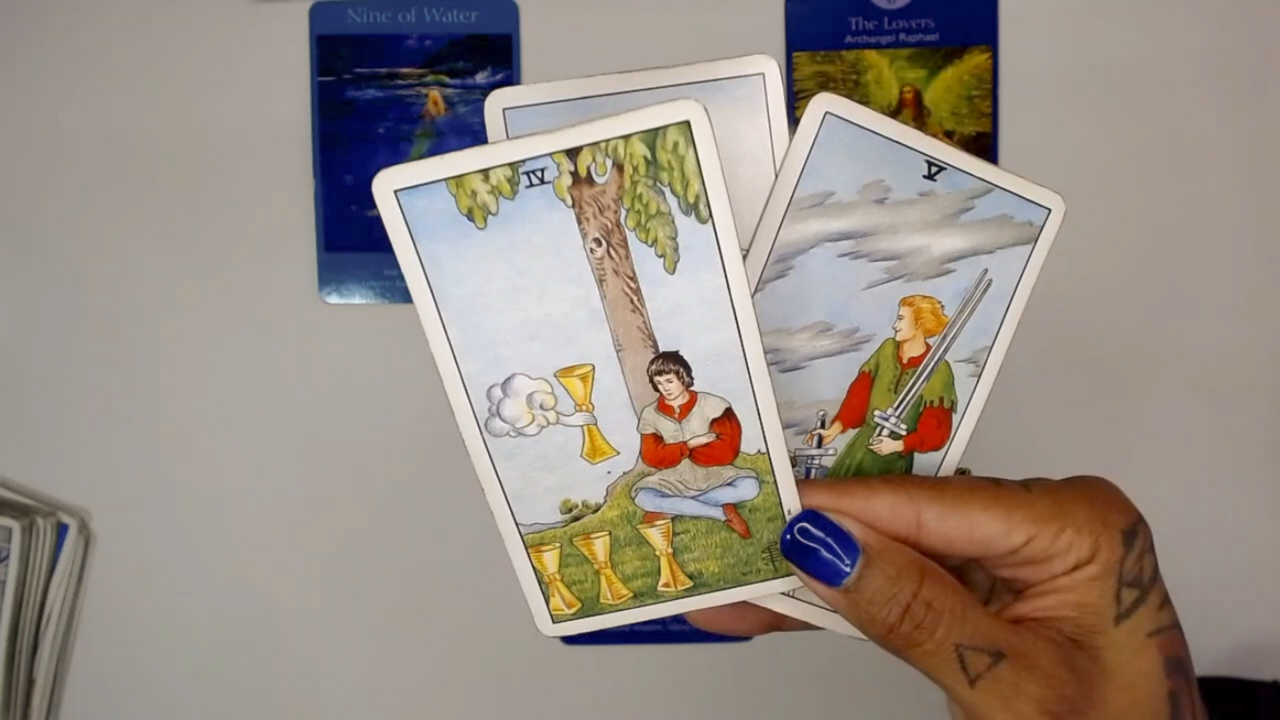 Nine of Water
The Lovers
Archangel Raphael
IV
V